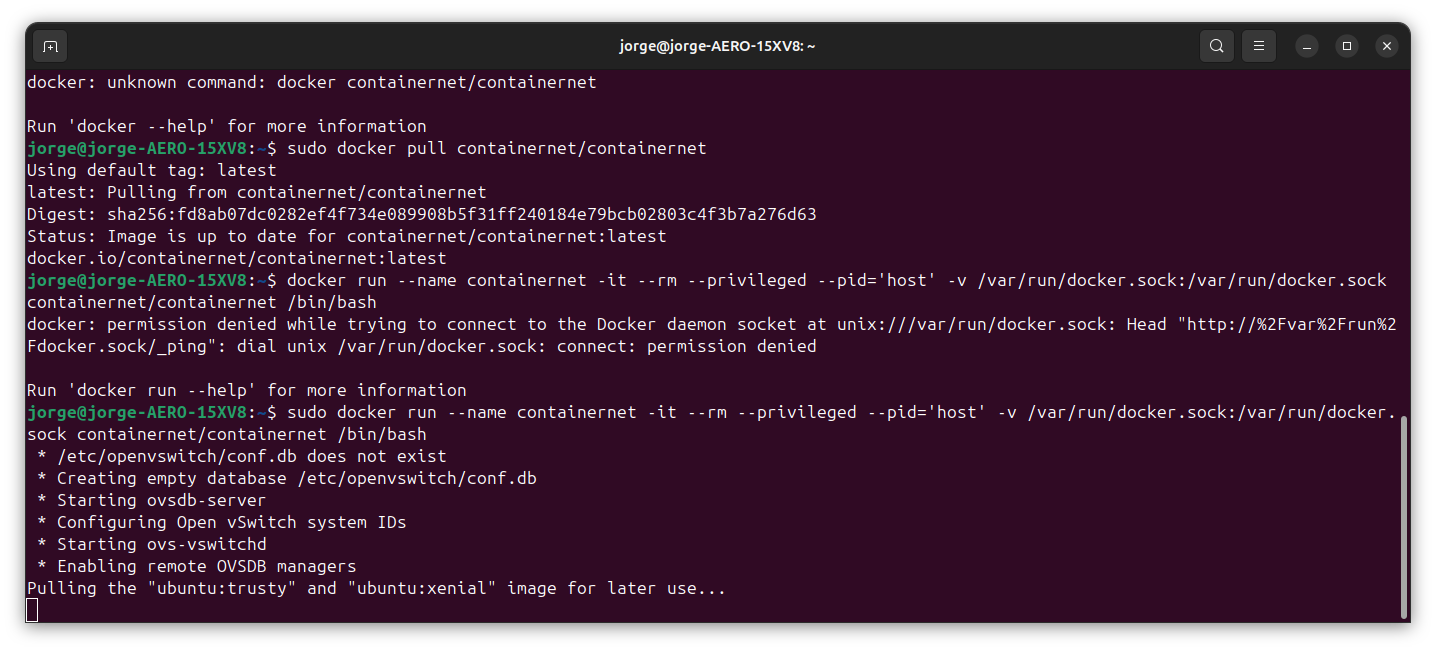 jorge@jorge-AERO-15XV8: ~
docker: unknown command: docker containernet/containernet
Run 'docker --help' for more information
jorge@jorge-AERO-15XV8:~$ sudo docker pull containernet/containernet
Using default tag: latest
latest: Pulling from containernet/containernet
Digest: sha256:fd8ab07dc0282ef4f734e089908b5f31ff240184e79bcb02803c4f3b7a276d63
Status: Image is up to date for containernet/containernet:latest
docker.io/containernet/containernet:latest
jorge@jorge-AERO-15XV8:~$ docker run --name containernet -it --rm --privileged --pid='host' -v /var/run/docker.sock:/var/run/docker.sock
containernet/containernet /bin/bash
docker: permission denied while trying to connect to the Docker daemon socket at unix:///var/run/docker.sock: Head "http://%2Fvar%2Frun%2
Fdocker.sock/_ping": dial unix /var/run/docker.sock: connect: permission denied
Run 'docker run --help' for more information
jorge@jorge-AERO-15XV8:~$ sudo docker run --name containernet -it --rm --privileged --pid='host' -v /var/run/docker.sock:/var/run/docker.
sock containernet/containernet /bin/bash
* /etc/openvswitch/conf.db does not exist
* Creating empty database /etc/openvswitch/conf.db
* Starting ovsdb-server
* Configuring Open vSwitch system IDs
* Starting ovs-vswitchd
* Enabling remote OVSDB managers
Pulling the "ubuntu:trusty" and "ubuntu:xenial" image for later use...